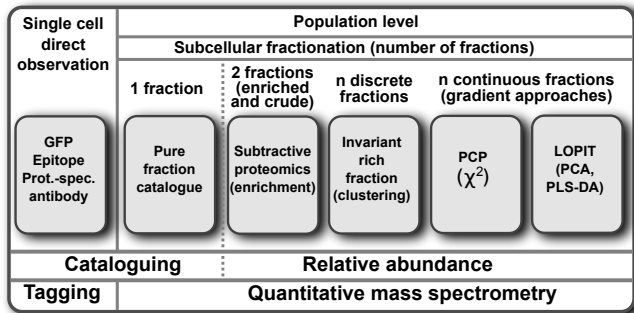 Single cell
direct
observation
Population level
Subcellular fractionation (number of fractions)
1 fraction
2 fractions
(enriched
and crude)
n discrete
fractions
n continuous fractions
(gradient approaches)
GFP
Epitope
Prot.-spec.
antibody
Pure
fraction
catalogue
Subtractive
proteomics
(enrichment)
Invariant
rich
fraction
(clustering)
PCP
(χ²)
LOPIT
(PCA,
PLS-DA)
Cataloguing
Relative abundance
Tagging
Quantitative mass spectrometry